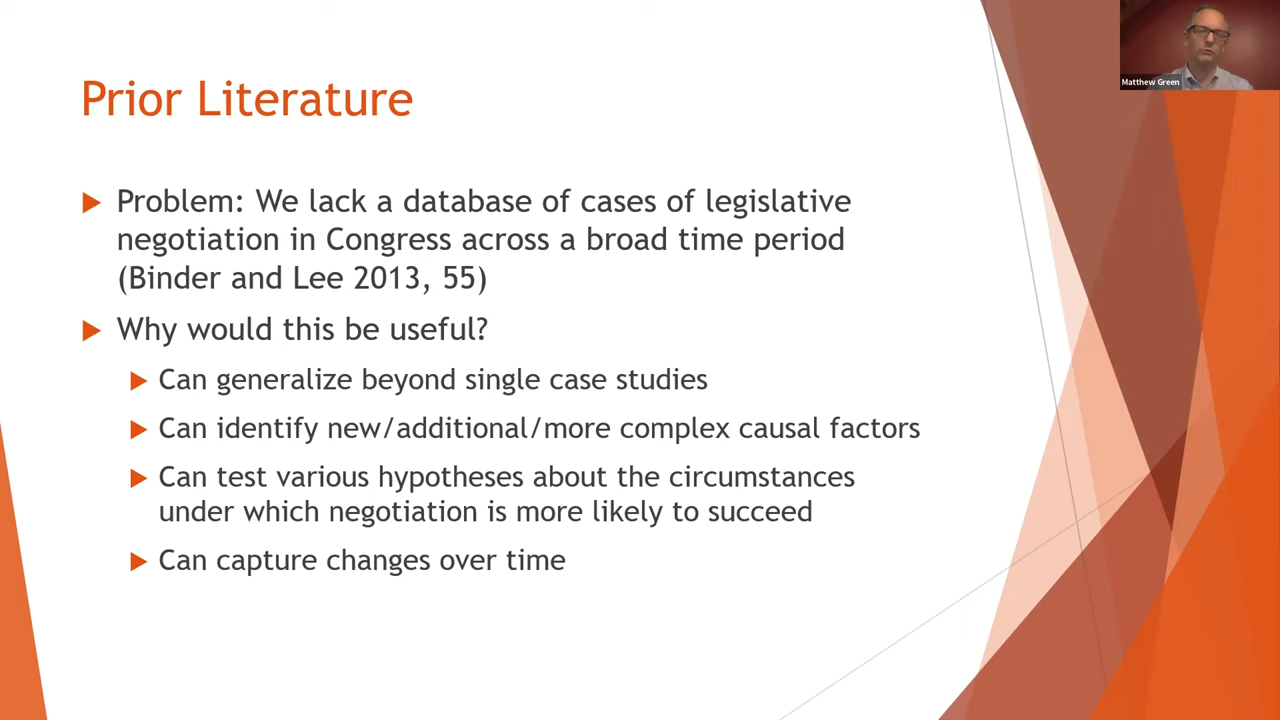 Prior Literature
Problem: We lack a database of cases of legislative
negotiation in Congress across a broad time period
(Binder and Lee 2013, 55)
Why would this be useful?
Can generalize beyond single case studies
Can identify new/additional/more complex causal factors
Can test various hypotheses about the circumstances
under which negotiation is more likely to succeed
Can capture changes over time
Matthew Green